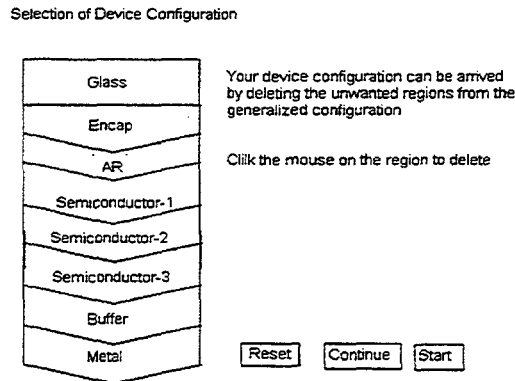 Selection of Device Configuration
Glass
Encap
AR
Semiconductor-1
Semiconductor-2
Semiconductor-3
Buffer
Metal
Your device configuration can be arrived
by deleting the unwanted regions from the
generalized configuration
Cliik the mouse on the region to delete
Reset
Continue
Start